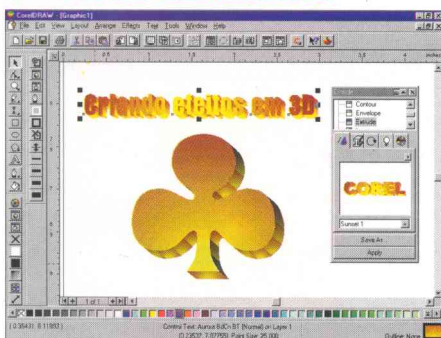 CorelDRAW - [Graphic1]
File Edit View Layout Arrange Effects Text Tools Window Help
Criando efeitos em 3D
Contour
Envelope
Extrude
COREL
Sunset 1
Save As
Apply
1 of 1
Control Text: Aurora BdCn BT (Normal) on Layer 1
Outline: None